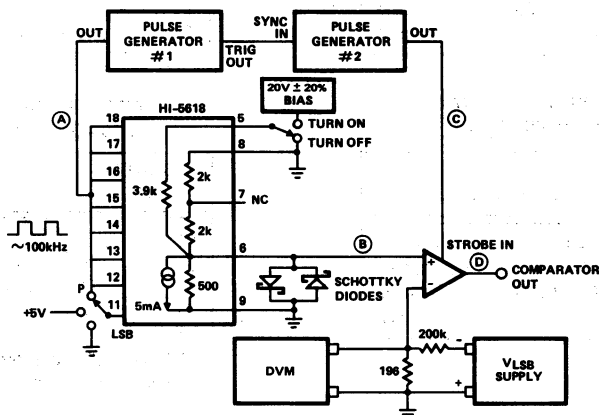 OUT
PULSE
GENERATOR
#1
TRIG
OUT
SYNC
IN
PULSE
GENERATOR
#2
OUT
20V ± 20%
BIAS
HI-5618
A
C
18
17
16
15
14
13
12
11
5
8
7
6
9
TURN ON
TURN OFF
3.9k
2k
NC
2k
500
5mA
~100kHz
P
+5V
LSB
B
SCHOTTKY
DIODES
STROBE IN
+
-
D
COMPARATOR
OUT
DVM
200k
196
-
+
VLSB
SUPPLY